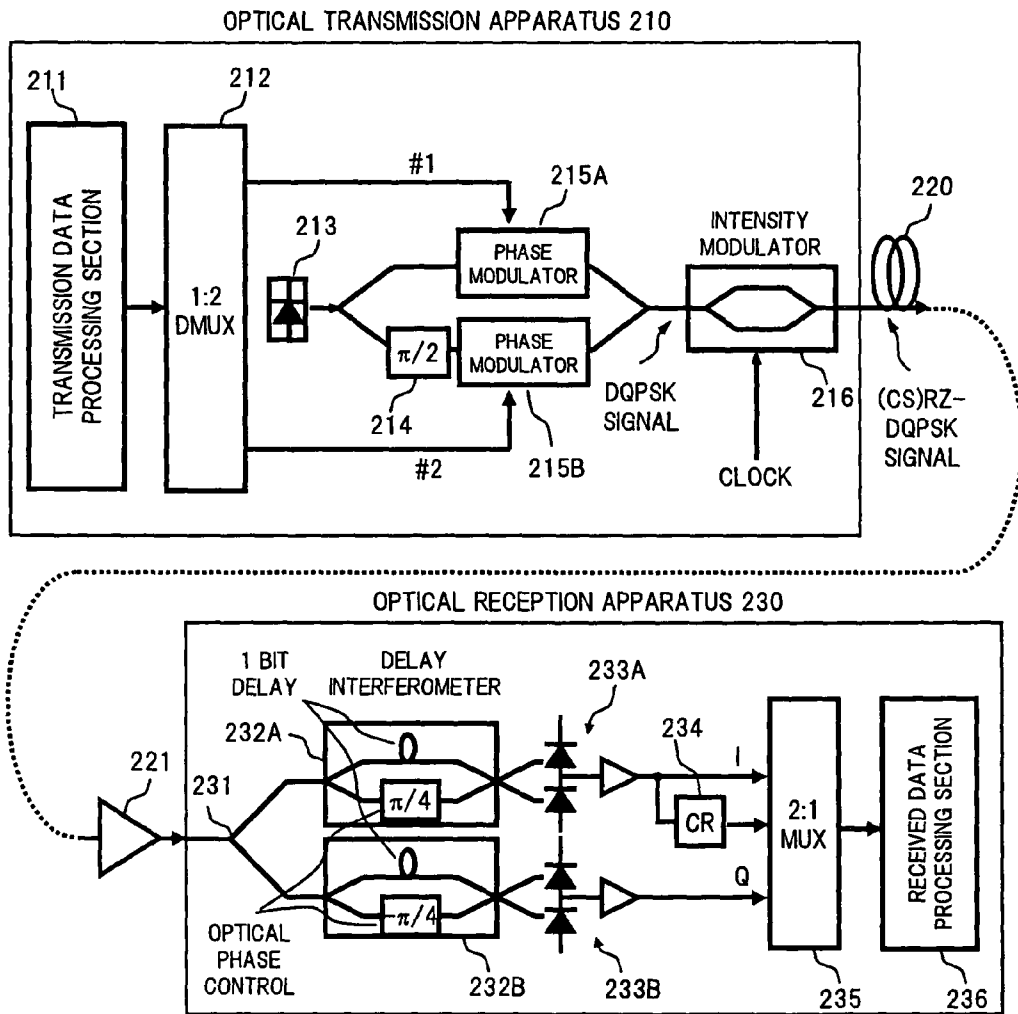 OPTICAL TRANSMISSION APPARATUS 210
211
212
TRANSMISSION DATA
PROCESSING SECTION
1:2
DMUX
#1
213
215A
PHASE
MODULATOR
π/2
214
PHASE
MODULATOR
215B
#2
DQPSK
SIGNAL
INTENSITY
MODULATOR
216
CLOCK
220
(CS)RZ-
DQPSK
SIGNAL
OPTICAL RECEPTION APPARATUS 230
1 BIT
DELAY
DELAY
INTERFEROMETER
232A
π/4
221
231
-π/4
OPTICAL
PHASE
CONTROL
232B
233A
234
I
CR
Q
233B
2:1
MUX
235
RECEIVED DATA
PROCESSING SECTION
236